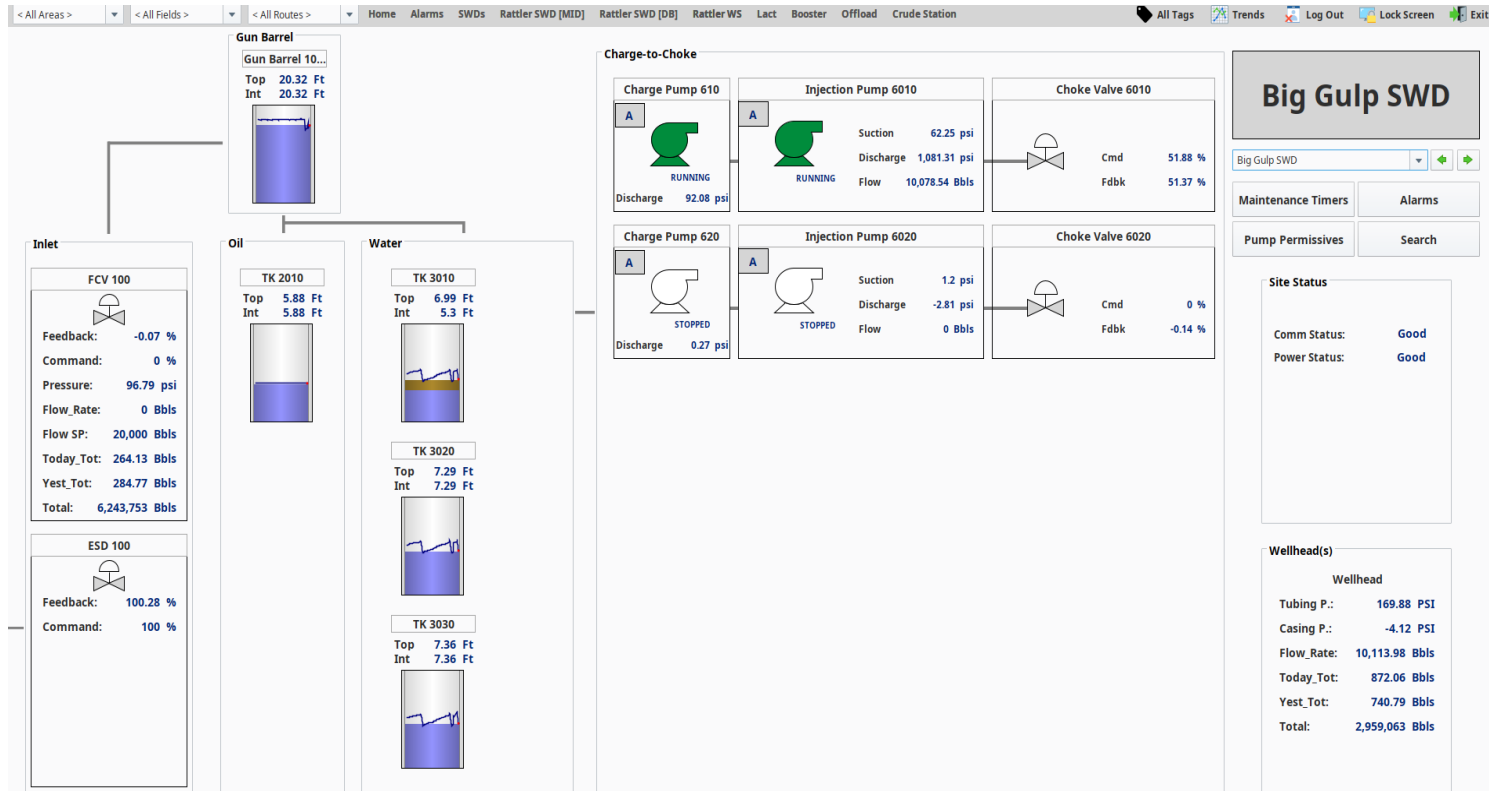 < All Areas > < All Fields > < All Routes > Home Alarms SWDs Rattler SWD [MID] Rattler SWD [DB] Rattler WS Lact Booster Offload Crude Station All Tags Trends Log Out Lock Screen Exit
Gun Barrel
Gun Barrel 10...
Top 20.32 Ft
Int 20.32 Ft
Inlet
FCV 100
Feedback: -0.07 %
Command: 0 %
Pressure: 96.79 psi
Flow_Rate: 0 Bbls
Flow SP: 20,000 Bbls
Today_Tot: 264.13 Bbls
Yest_Tot: 284.77 Bbls
Total: 6,243,753 Bbls
ESD 100
Feedback: 100.28 %
Command: 100 %
Oil
TK 2010
Top 5.88 Ft
Int 5.88 Ft
Water
TK 3010
Top 6.99 Ft
Int 5.3 Ft
TK 3020
Top 7.29 Ft
Int 7.29 Ft
TK 3030
Top 7.36 Ft
Int 7.36 Ft
Charge-to-Choke
Charge Pump 610
A
RUNNING
Discharge 92.08 psi
Injection Pump 6010
A
RUNNING
Suction 62.25 psi
Discharge 1,081.31 psi
Flow 10,078.54 Bbls
Choke Valve 6010
Cmd 51.88 %
Fdbk 51.37 %
Charge Pump 620
A
STOPPED
Discharge 0.27 psi
Injection Pump 6020
A
STOPPED
Suction 1.2 psi
Discharge -2.81 psi
Flow 0 Bbls
Choke Valve 6020
Cmd 0 %
Fdbk -0.14 %
Big Gulp SWD
Big Gulp SWD
Maintenance Timers Alarms
Pump Permissives Search
Site Status
Comm Status: Good
Power Status: Good
Wellhead(s)
Wellhead
Tubing P.: 169.88 PSI
Casing P.: -4.12 PSI
Flow_Rate: 10,113.98 Bbls
Today_Tot: 872.06 Bbls
Yest_Tot: 740.79 Bbls
Total: 2,959,063 Bbls